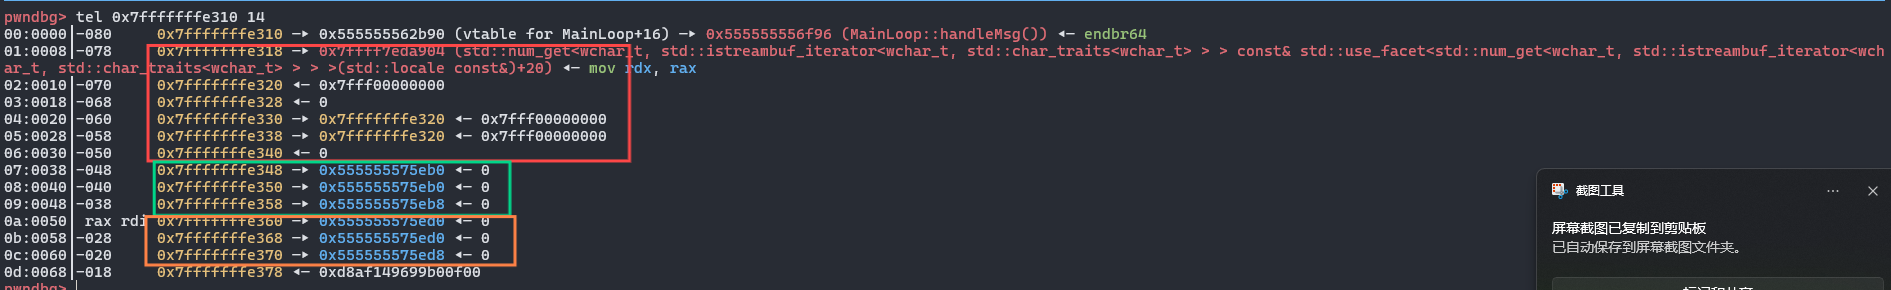 pwndbg> tel 0x7fffffffe310 14
00:0000│-080 0x7fffffffe310 —▸ 0x555555562b90 (vtable for MainLoop+16) —▸ 0x555555556f96 (MainLoop::handleMsg()) ◂— endbr64
01:0008│-078 0x7fffffffe318 —▸ 0x7ffff7eda904 (std::num_get<wchar_t, std::istreambuf_iterator<wchar_t, std::char_traits<wchar_t> > > const& std::use_facet<std::num_get<wchar_t, std::istreambuf_iterator<wc
har_t, std::char_traits<wchar_t> > > >(std::locale const&)+20) ◂— mov rdx, rax
02:0010│-070 0x7fffffffe320 ◂— 0x7fff00000000
03:0018│-068 0x7fffffffe328 ◂— 0
04:0020│-060 0x7fffffffe330 —▸ 0x7fffffffe320 ◂— 0x7fff00000000
05:0028│-058 0x7fffffffe338 —▸ 0x7fffffffe320 ◂— 0x7fff00000000
06:0030│-050 0x7fffffffe340 ◂— 0
07:0038│-048 0x7fffffffe348 —▸ 0x555555575eb0 ◂— 0
08:0040│-040 0x7fffffffe350 —▸ 0x555555575eb0 ◂— 0
09:0048│-038 0x7fffffffe358 —▸ 0x555555575eb8 ◂— 0
0a:0050│ rax rdi 0x7fffffffe360 —▸ 0x555555575ed0 ◂— 0
0b:0058│-028 0x7fffffffe368 —▸ 0x555555575ed0 ◂— 0
0c:0060│-020 0x7fffffffe370 —▸ 0x555555575ed8 ◂— 0
0d:0068│-018 0x7fffffffe378 ◂— 0xd8af149699b00f00
pwndbg>
截图工具
屏幕截图已复制到剪贴板
已自动保存到屏幕截图文件夹。